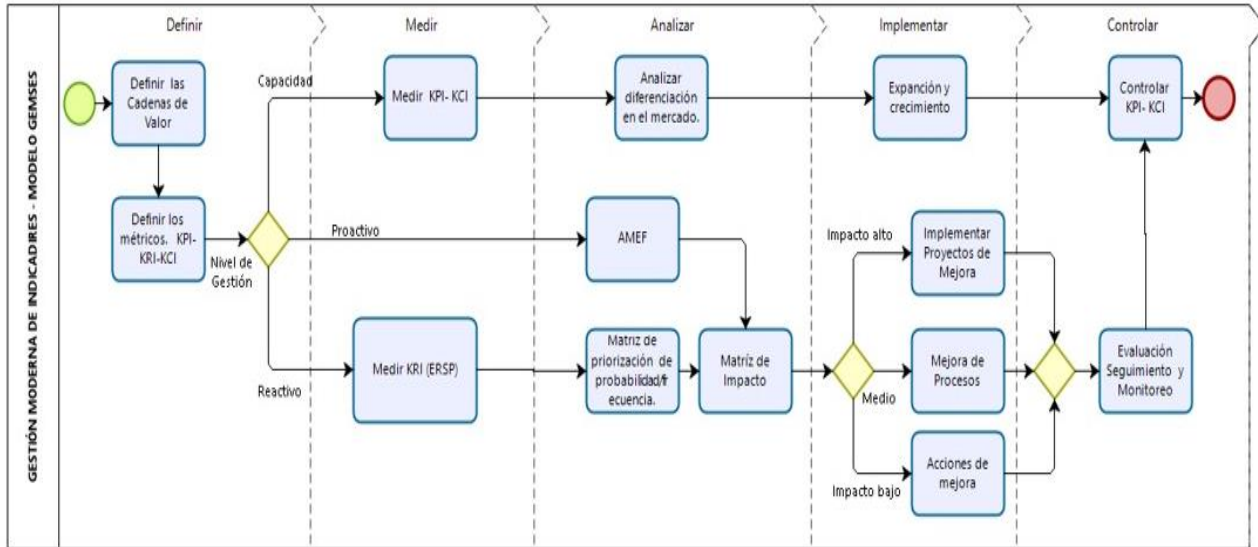 GESTIÓN MODERNA DE INDICADIRES - MODELO GEMSES
Definir
Medir
Analizar
Implementar
Controlar
Definir las
Cadenas de
Valor
Capacidad
Medir KPI- KCI
Analizar
diferenciación
en el mercado.
Expanción y
crecimiento
Controlar
KPI- KCI
Definir los
métricos. KPI-
KRI-KCI
Nivel de
Gestión
Proactivo
AMEF
Impacto alto
Implementar
Proyectos de
Mejora
Reactivo
Medir KRI (ERSP)
Matriz de
priorización de
probabilidad/fr
ecuencia.
Matríz de
Impacto
Medio
Mejora de
Procesos
Evaluación
Seguimiento y
Monitoreo
Impacto bajo
Acciones de
mejora